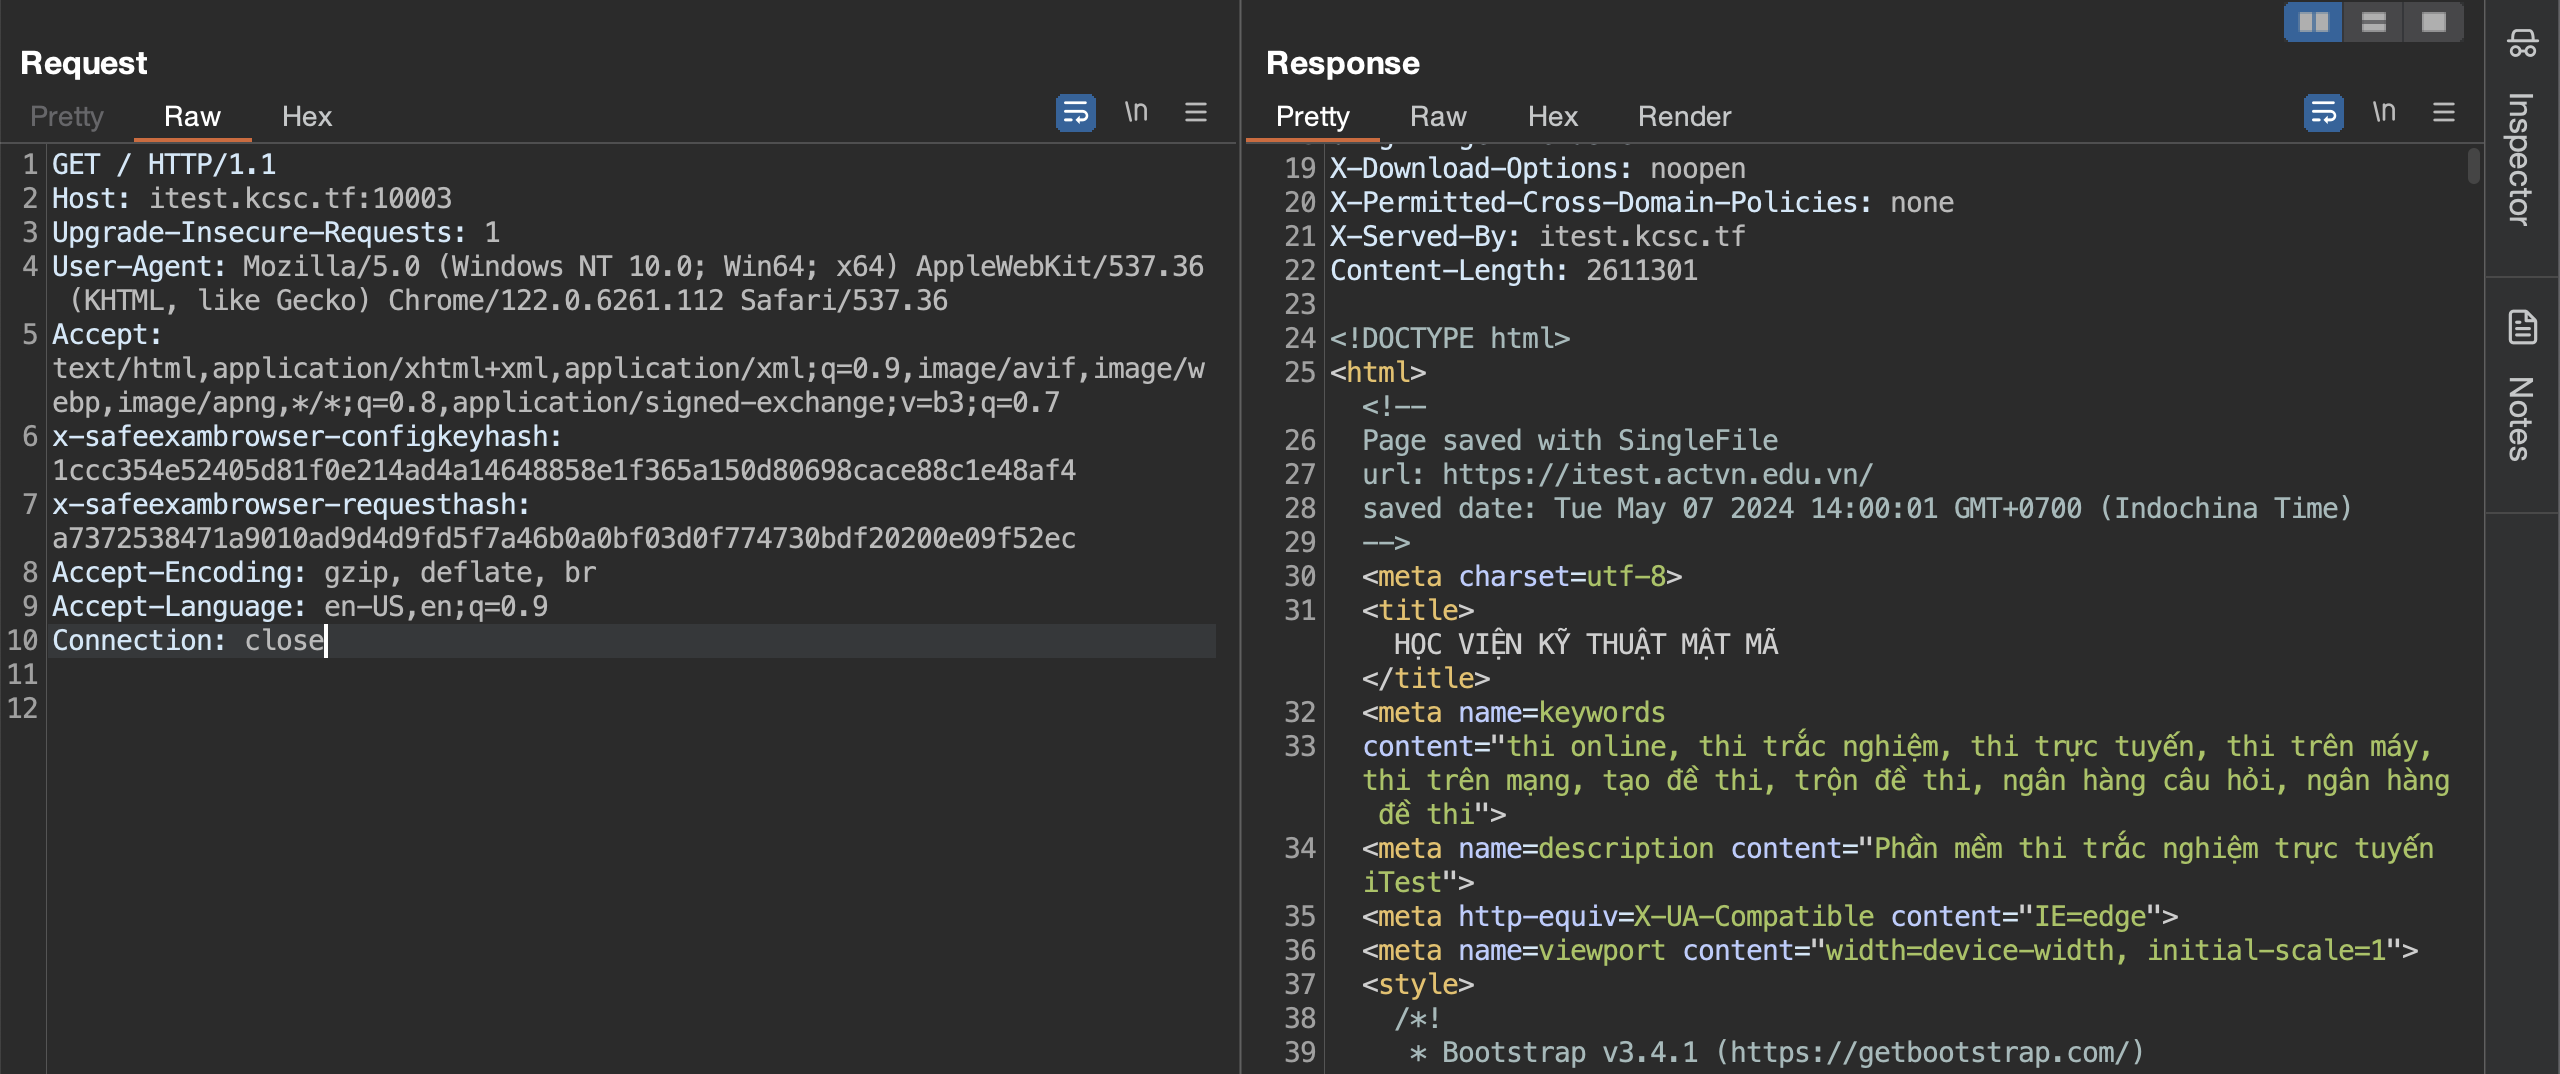 Request
Pretty Raw Hex \n
1 GET / HTTP/1.1
2 Host: itest.kcsc.tf:10003
3 Upgrade-Insecure-Requests: 1
4 User-Agent: Mozilla/5.0 (Windows NT 10.0; Win64; x64) AppleWebKit/537.36
(KHTML, like Gecko) Chrome/122.0.6261.112 Safari/537.36
5 Accept:
text/html,application/xhtml+xml,application/xml;q=0.9,image/avif,image/w
ebp,image/apng,*/*;q=0.8,application/signed-exchange;v=b3;q=0.7
6 x-safeexambrowser-configkeyhash:
1ccc354e52405d81f0e214ad4a14648858e1f365a150d80698cace88c1e48af4
7 x-safeexambrowser-requesthash:
a7372538471a9010ad9d4d9fd5f7a46b0a0bf03d0f774730bdf20200e09f52ec
8 Accept-Encoding: gzip, deflate, br
9 Accept-Language: en-US,en;q=0.9
10 Connection: close
11
12
Response
Pretty Raw Hex Render \n
19 X-Download-Options: noopen
20 X-Permitted-Cross-Domain-Policies: none
21 X-Served-By: itest.kcsc.tf
22 Content-Length: 2611301
23
24 <!DOCTYPE html>
25 <html>
<!--
26 Page saved with SingleFile
27 url: https://itest.actvn.edu.vn/
28 saved date: Tue May 07 2024 14:00:01 GMT+0700 (Indochina Time)
29 -->
30 <meta charset=utf-8>
31 <title>
HỌC VIỆN KỸ THUẬT MẬT MÃ
</title>
32 <meta name=keywords
33 content="thi online, thi trắc nghiệm, thi trực tuyến, thi trên máy,
thi trên mạng, tạo đề thi, trộn đề thi, ngân hàng câu hỏi, ngân hàng
đề thi">
34 <meta name=description content="Phần mềm thi trắc nghiệm trực tuyến
iTest">
35 <meta http-equiv=X-UA-Compatible content="IE=edge">
36 <meta name=viewport content="width=device-width, initial-scale=1">
37 <style>
38 /*!
39 * Bootstrap v3.4.1 (https://getbootstrap.com/)
Inspector
Notes